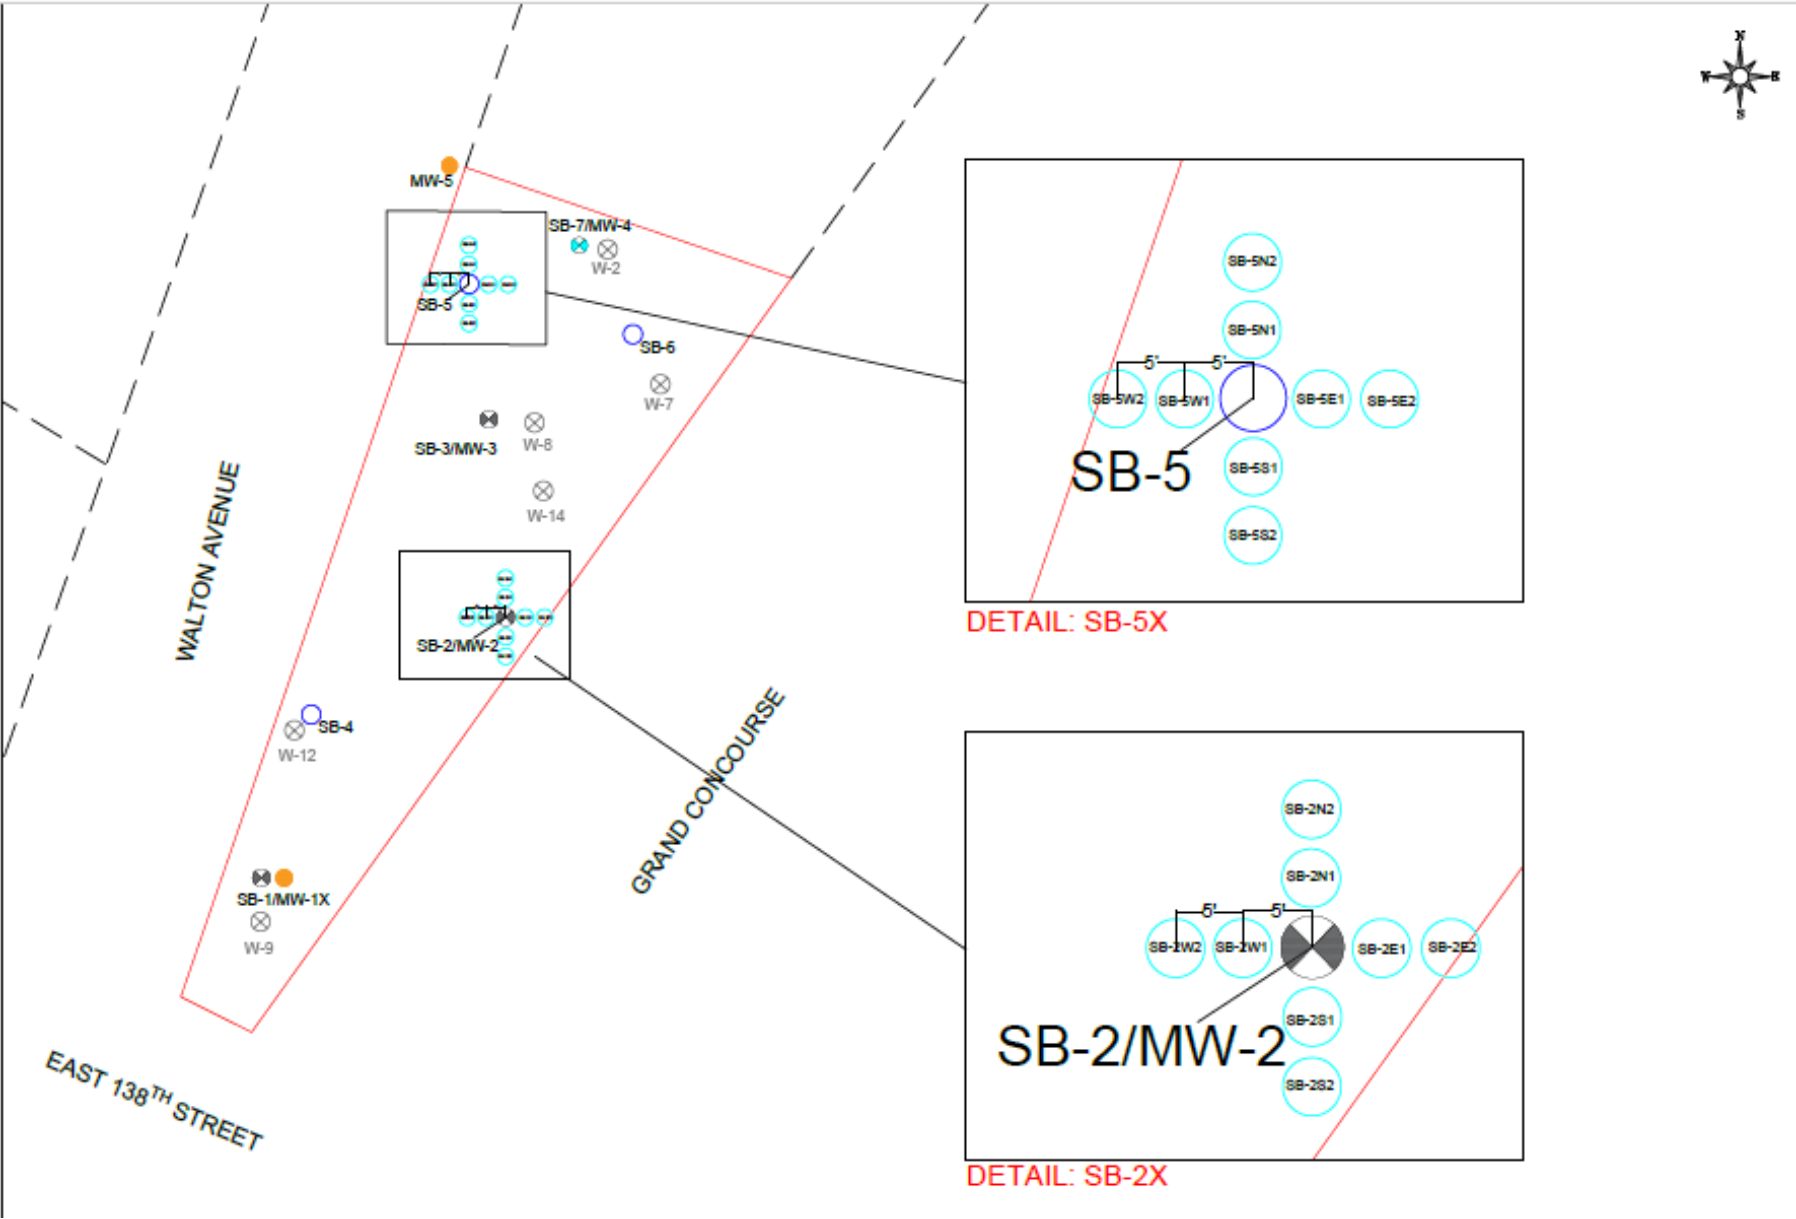 N
W
E
S
MW-5
SB-7/MW-4
W-2
SB-5
SB-6
W-7
SB-3/MW-3
W-8
W-14
WALTON AVENUE
SB-2/MW-2
SB-4
W-12
GRAND CONCOURSE
SB-1/MW-1X
W-9
EAST 138TH STREET
SB-5N2
SB-5N1
5'
5'
SB-5W2
SB-5W1
SB-5E1
SB-5E2
SB-5
SB-5S1
SB-5S2
DETAIL: SB-5X
SB-2N2
SB-2N1
5'
5'
SB-2W2
SB-2W1
SB-2E1
SB-2E2
SB-2S1
SB-2/MW-2
SB-2S2
DETAIL: SB-2X